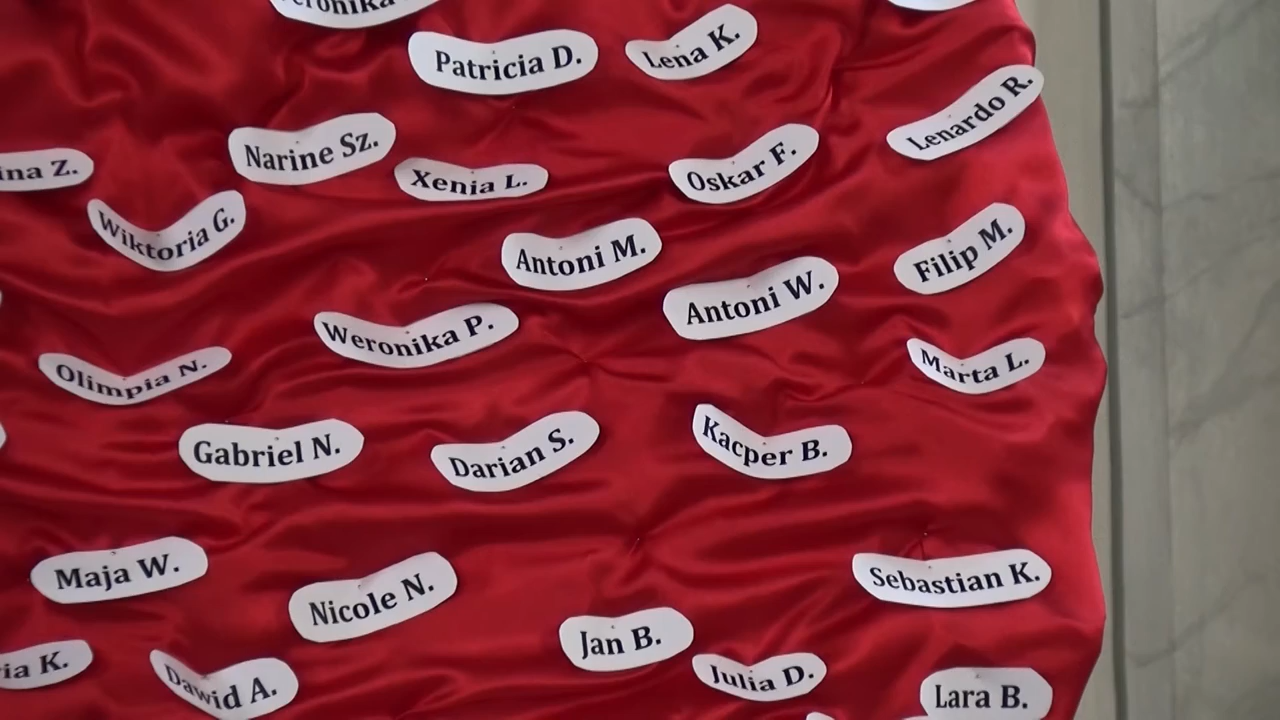 Patricia D.
Lena K.
Lenardo R.
Narine Sz.
Oskar F.
Xenia L.
Z.
Wiktoria G.
Antoni M.
Filip M.
Antoni W.
Weronika P.
Marta L.
Olimpia N.
Gabriel N.
Darian S.
Kacper B.
Maja W.
Sebastian K.
Nicole N.
Jan B.
K.
Dawid A.
Julia D.
Lara B.